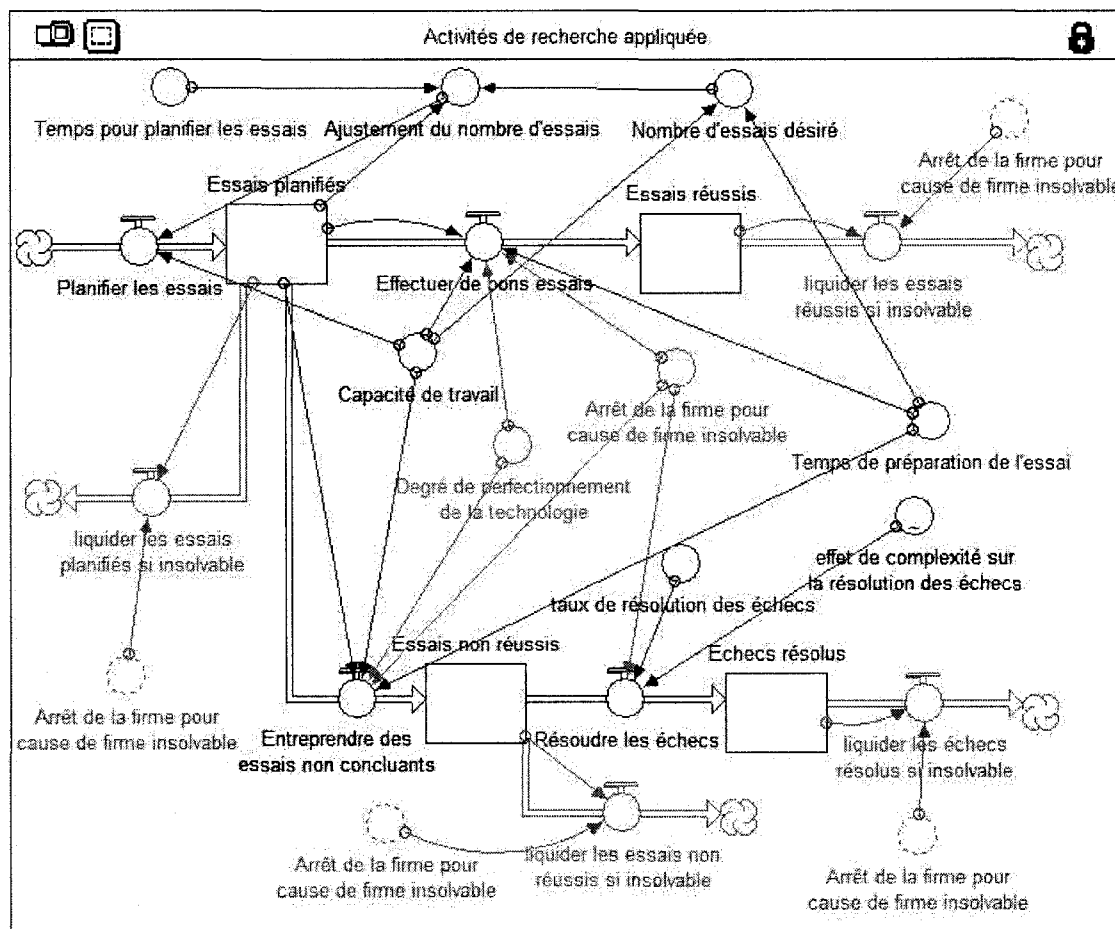 Activités de recherche appliquée
Temps pour planifier les essais
Ajustement du nombre d'essais
Nombre d'essais désiré
Arrêt de la firme pour
cause de firme insolvable
Essais planifiés
Essais réussis
Planifier les essais
Effectuer de bons essais
liquider les essais
réussis si insolvable
Capacité de travail
Arrêt de la firme pour
cause de firme insolvable
Temps de préparation de l'essai
Degré de perfectionnement
de la technologie
liquider les essais
planifiés si insolvable
effet de complexité sur
la résolution des échecs
taux de résolution des échecs
Essais non réussis
Echecs résolus
Arrêt de la firme pour
cause de firme insolvable
Entreprendre des
essais non concluants
Résoudre les échecs
liquider les échecs
résolus si insolvable
Arrêt de la firme pour
cause de firme insolvable
liquider les essais non
réussis si insolvable
Arrêt de la firme pour
cause de firme insolvable